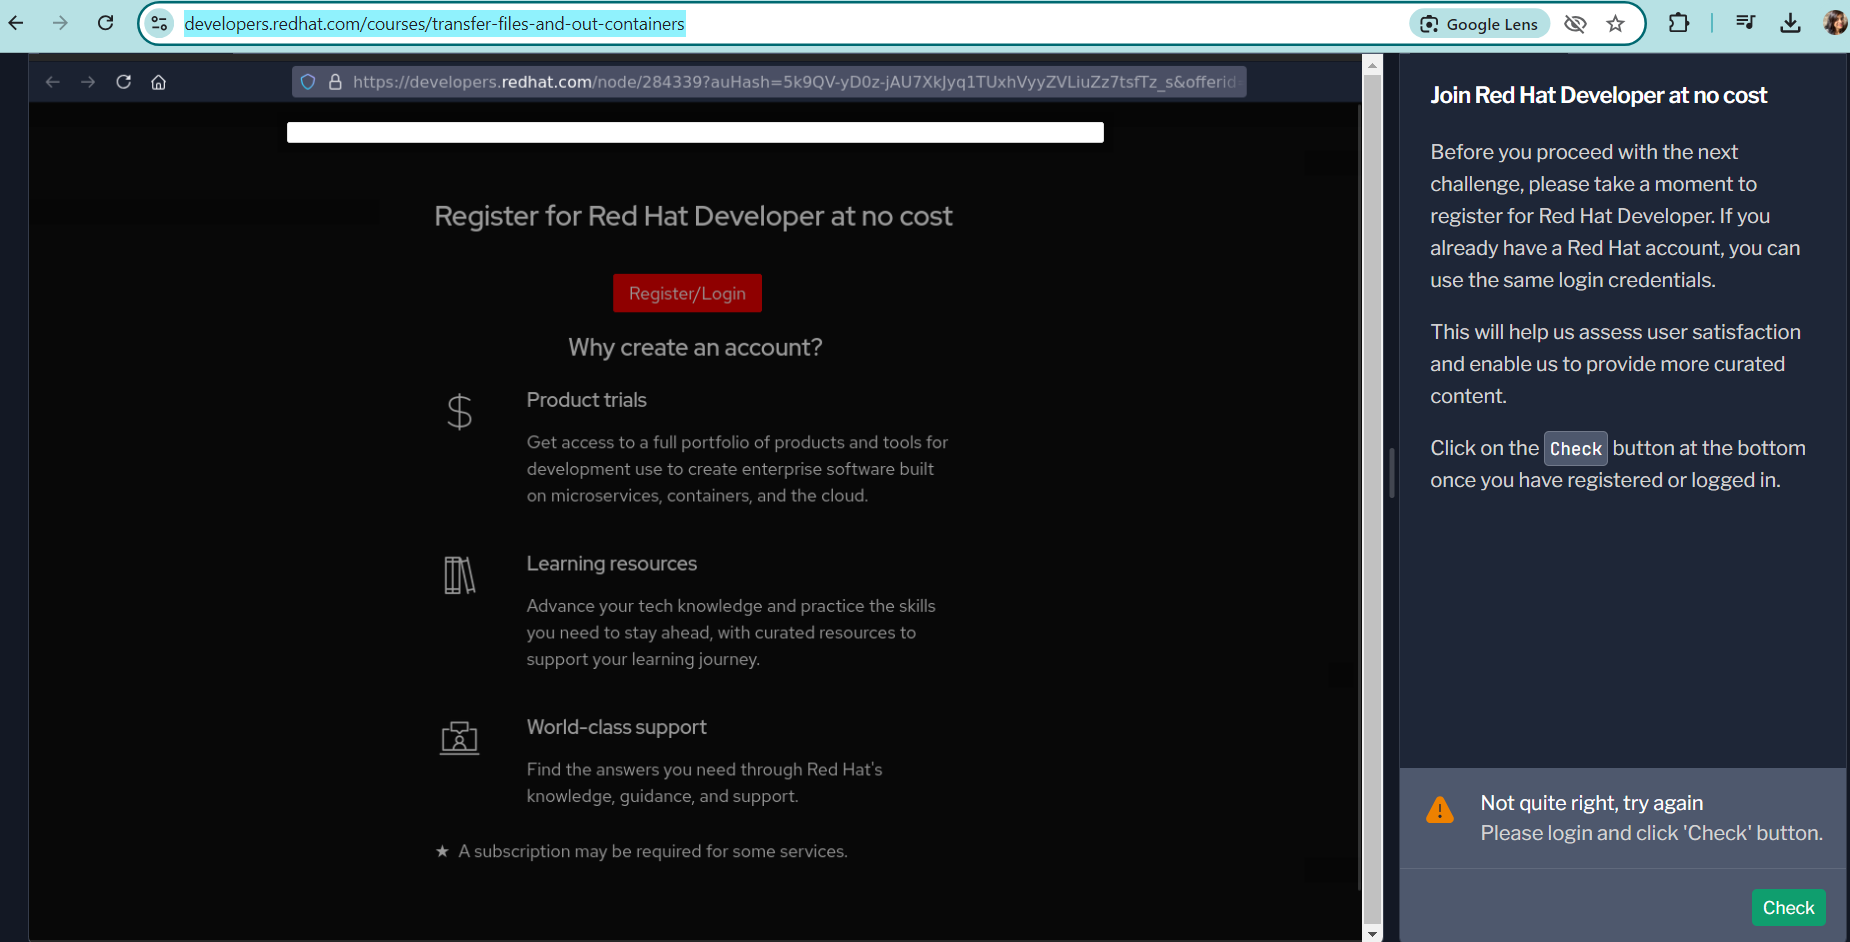 developers.redhat.com/courses/transfer-files-and-out-containers
Google Lens
https://developers.redhat.com/node/284339?auHash=5k9QV-yD0z-jAU7XkJyq1TUxhVyyZVLiuZz7tsfTz_s&offerid
Register for Red Hat Developer at no cost
Register/Login
Why create an account?
Product trials
Get access to a full portfolio of products and tools for
development use to create enterprise software built
on microservices, containers, and the cloud.
Learning resources
Advance your tech knowledge and practice the skills
you need to stay ahead, with curated resources to
support your learning journey.
World-class support
Find the answers you need through Red Hat's
knowledge, guidance, and support.
★ A subscription may be required for some services.
Join Red Hat Developer at no cost
Before you proceed with the next
challenge, please take a moment to
register for Red Hat Developer. If you
already have a Red Hat account, you can
use the same login credentials.
This will help us assess user satisfaction
and enable us to provide more curated
content.
Click on the Check button at the bottom
once you have registered or logged in.
Not quite right, try again
Please login and click 'Check' button.
Check